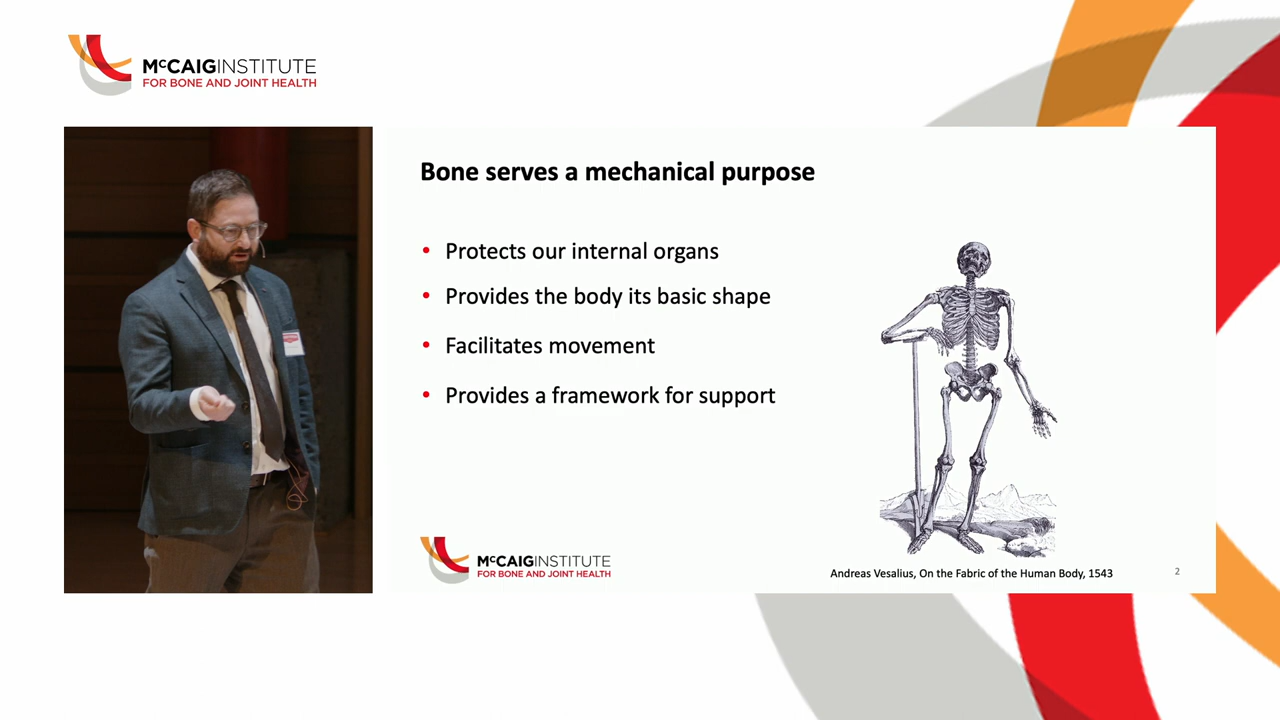 McCAIGINSTITUTE
FOR BONE AND JOINT HEALTH
Bone serves a mechanical purpose
• Protects our internal organs
• Provides the body its basic shape
• Facilitates movement
• Provides a framework for support
McCAIGINSTITUTE
FOR BONE AND JOINT HEALTH
Andreas Vesalius, On the Fabric of the Human Body, 1543
2